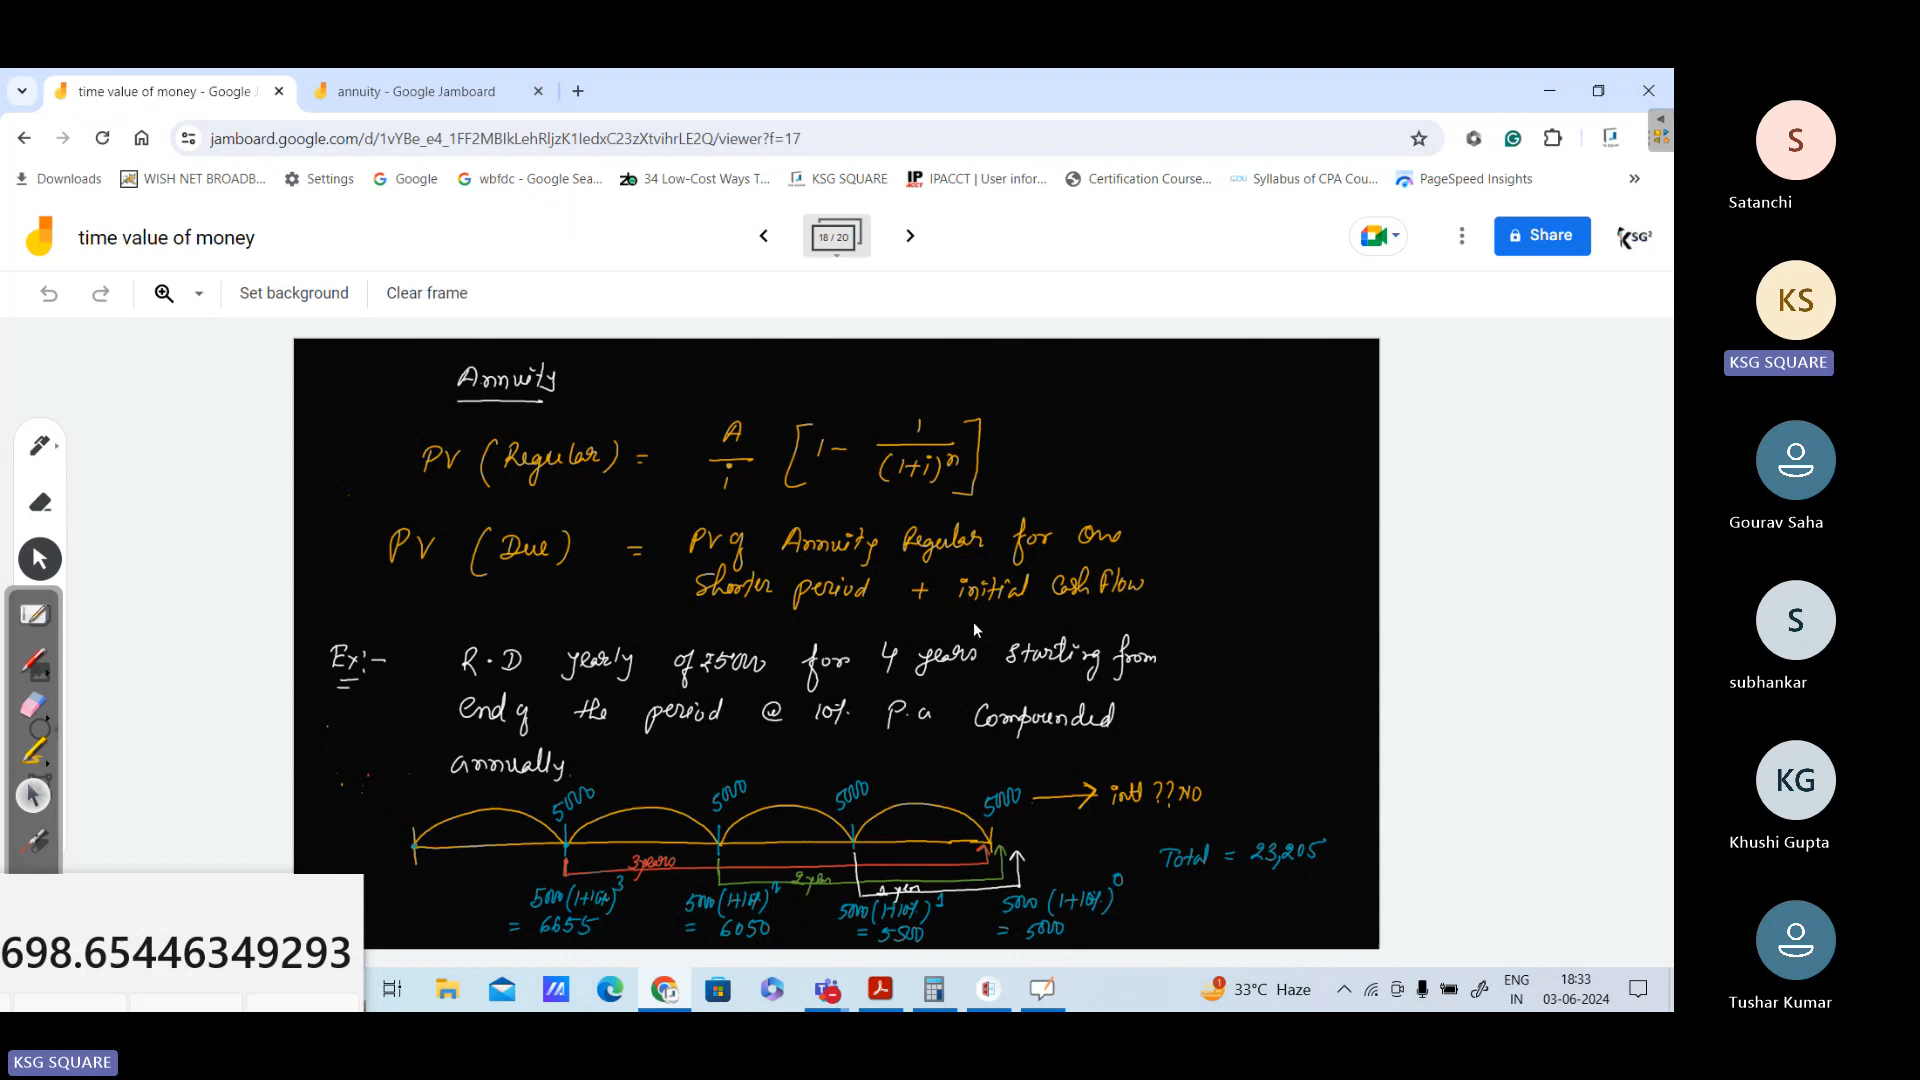 time value of money - Google J
annuity - Google Jamboard
jamboard.google.com/d/1vYBe_e4_1FF2MBIkLehRljzK1IedxC23zXtvihrLE2Q/viewer?f=17
Downloads WISH NET BROADB... Settings Google wbfdc - Google Sea... 34 Low-Cost Ways T... KSG SQUARE IPACCT | User infor... Certification Course... Syllabus of CPA Cou... PageSpeed Insights
time value of money
18 / 20
Share
KSG²
Set background Clear frame
Annuity
PV (Regular) = A/i [1 - 1/(1+i)^n]
PV (Due) = PV of Annuity Regular for One
Shorter period + initial Cash flow
Ex:- R.D yearly of ₹5000 for 4 years starting from
end of the period @ 10% p.a Compounded
annually.
5000 5000 5000 5000 → intt ?? NO
3 years
2 year
1 year
Total = 23,205
5000(1+10%)^3 5000(1+10%)^2 5000(1+10%)^1 5000(1+10%)^0
= 6655 = 6050 = 5500 = 5000
698.65446349293
1
33°C Haze
ENG
IN
18:33
03-06-2024
S
Satanchi
KS
KSG SQUARE
Gourav Saha
S
subhankar
KG
Khushi Gupta
Tushar Kumar
KSG SQUARE